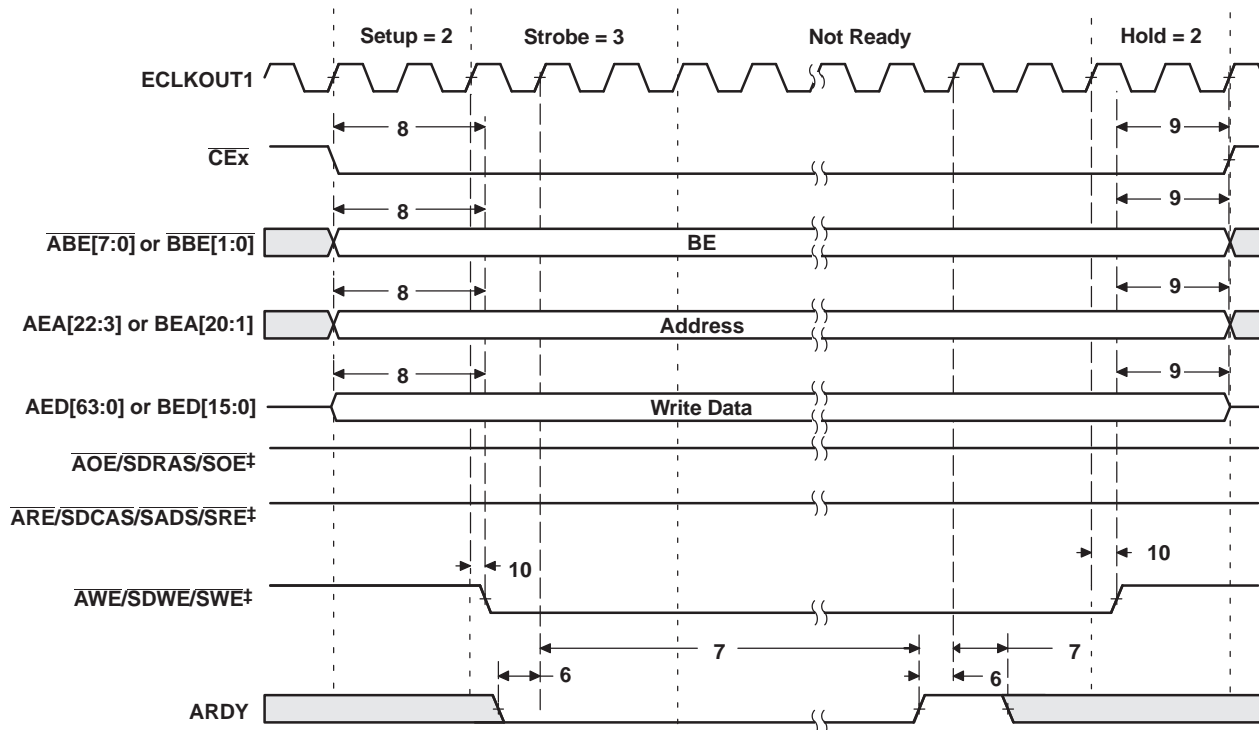 Setup = 2 Strobe = 3 Not Ready Hold = 2
ECLKOUT1
8 9
CEx
8 9
ABE[7:0] or BBE[1:0] BE
8 9
AEA[22:3] or BEA[20:1] Address
8 9
AED[63:0] or BED[15:0] Write Data
AOE/SDRAS/SOE‡
ARE/SDCAS/SADS/SRE‡
10 10
AWE/SDWE/SWE‡
7 7
6 6
ARDY